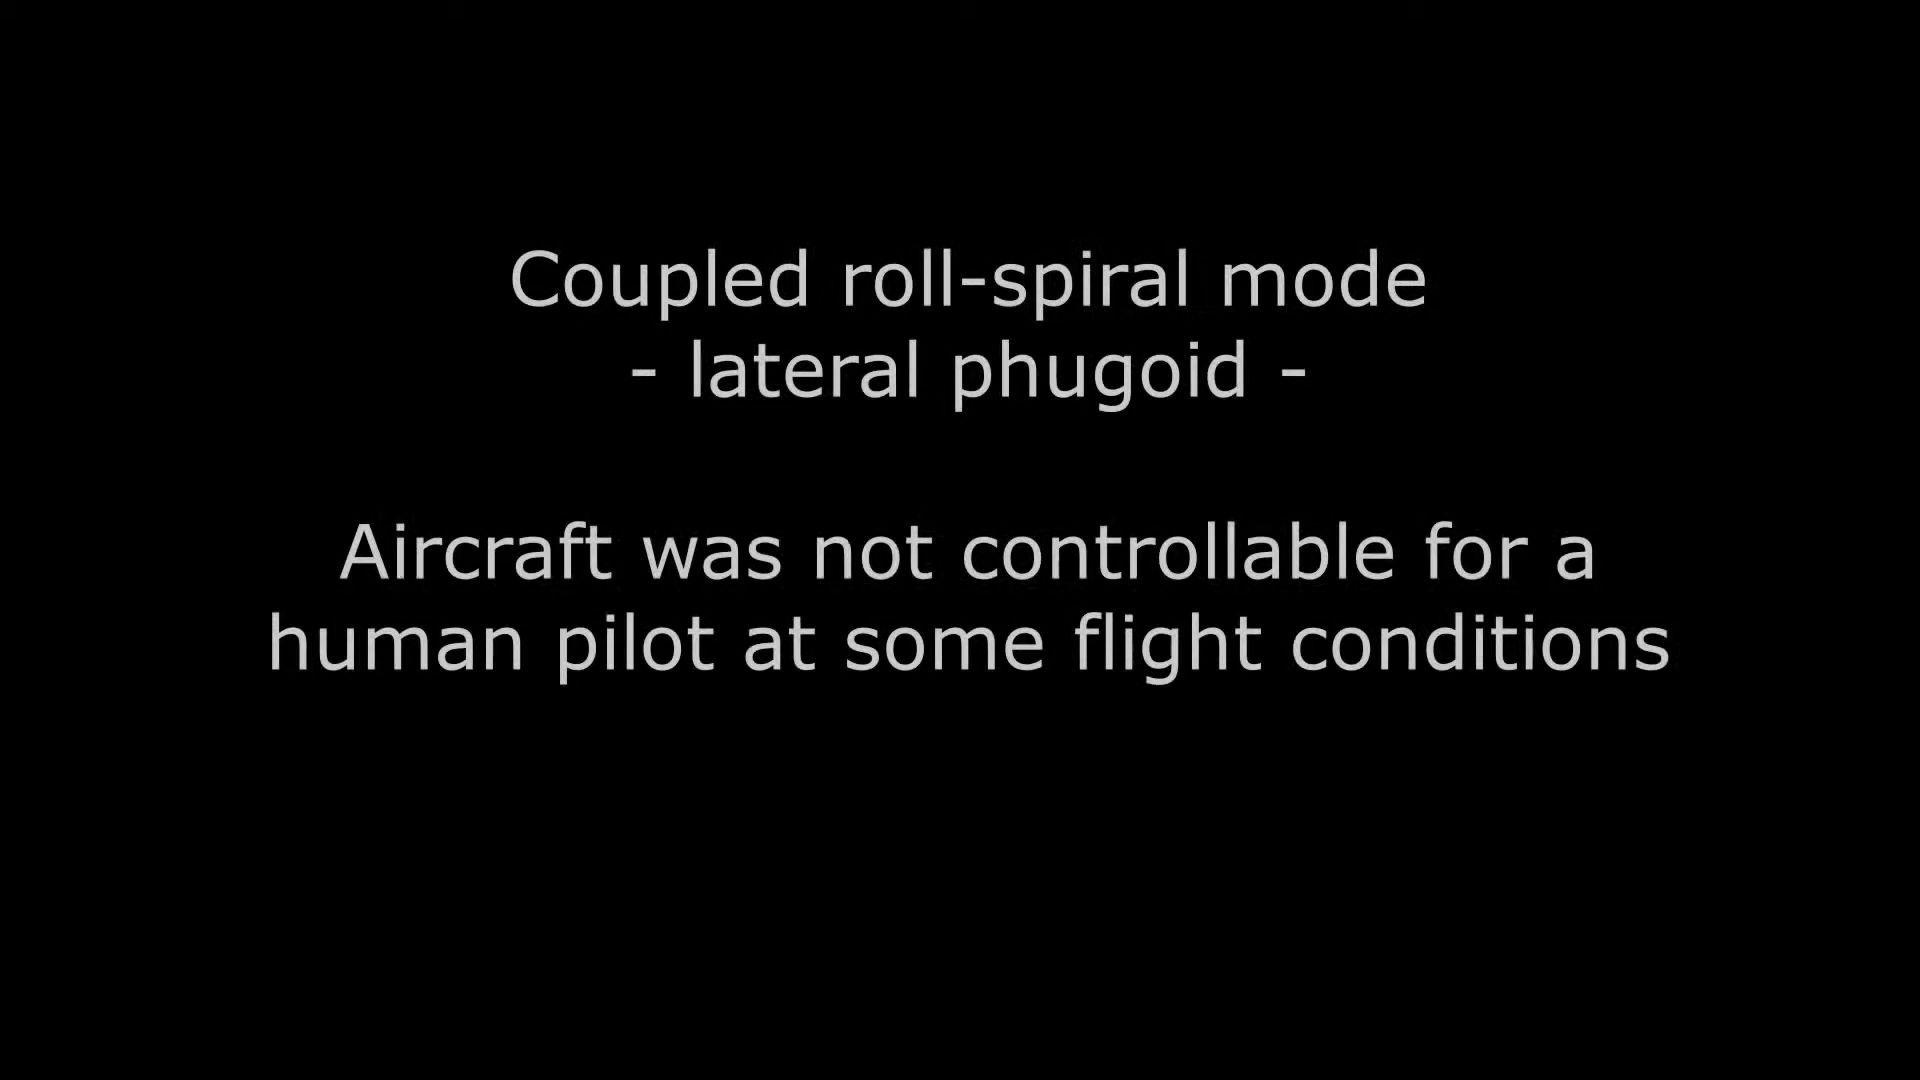 Coupled roll-spiral mode
- lateral phugoid -
Aircraft was not controllable for a
human pilot at some flight conditions